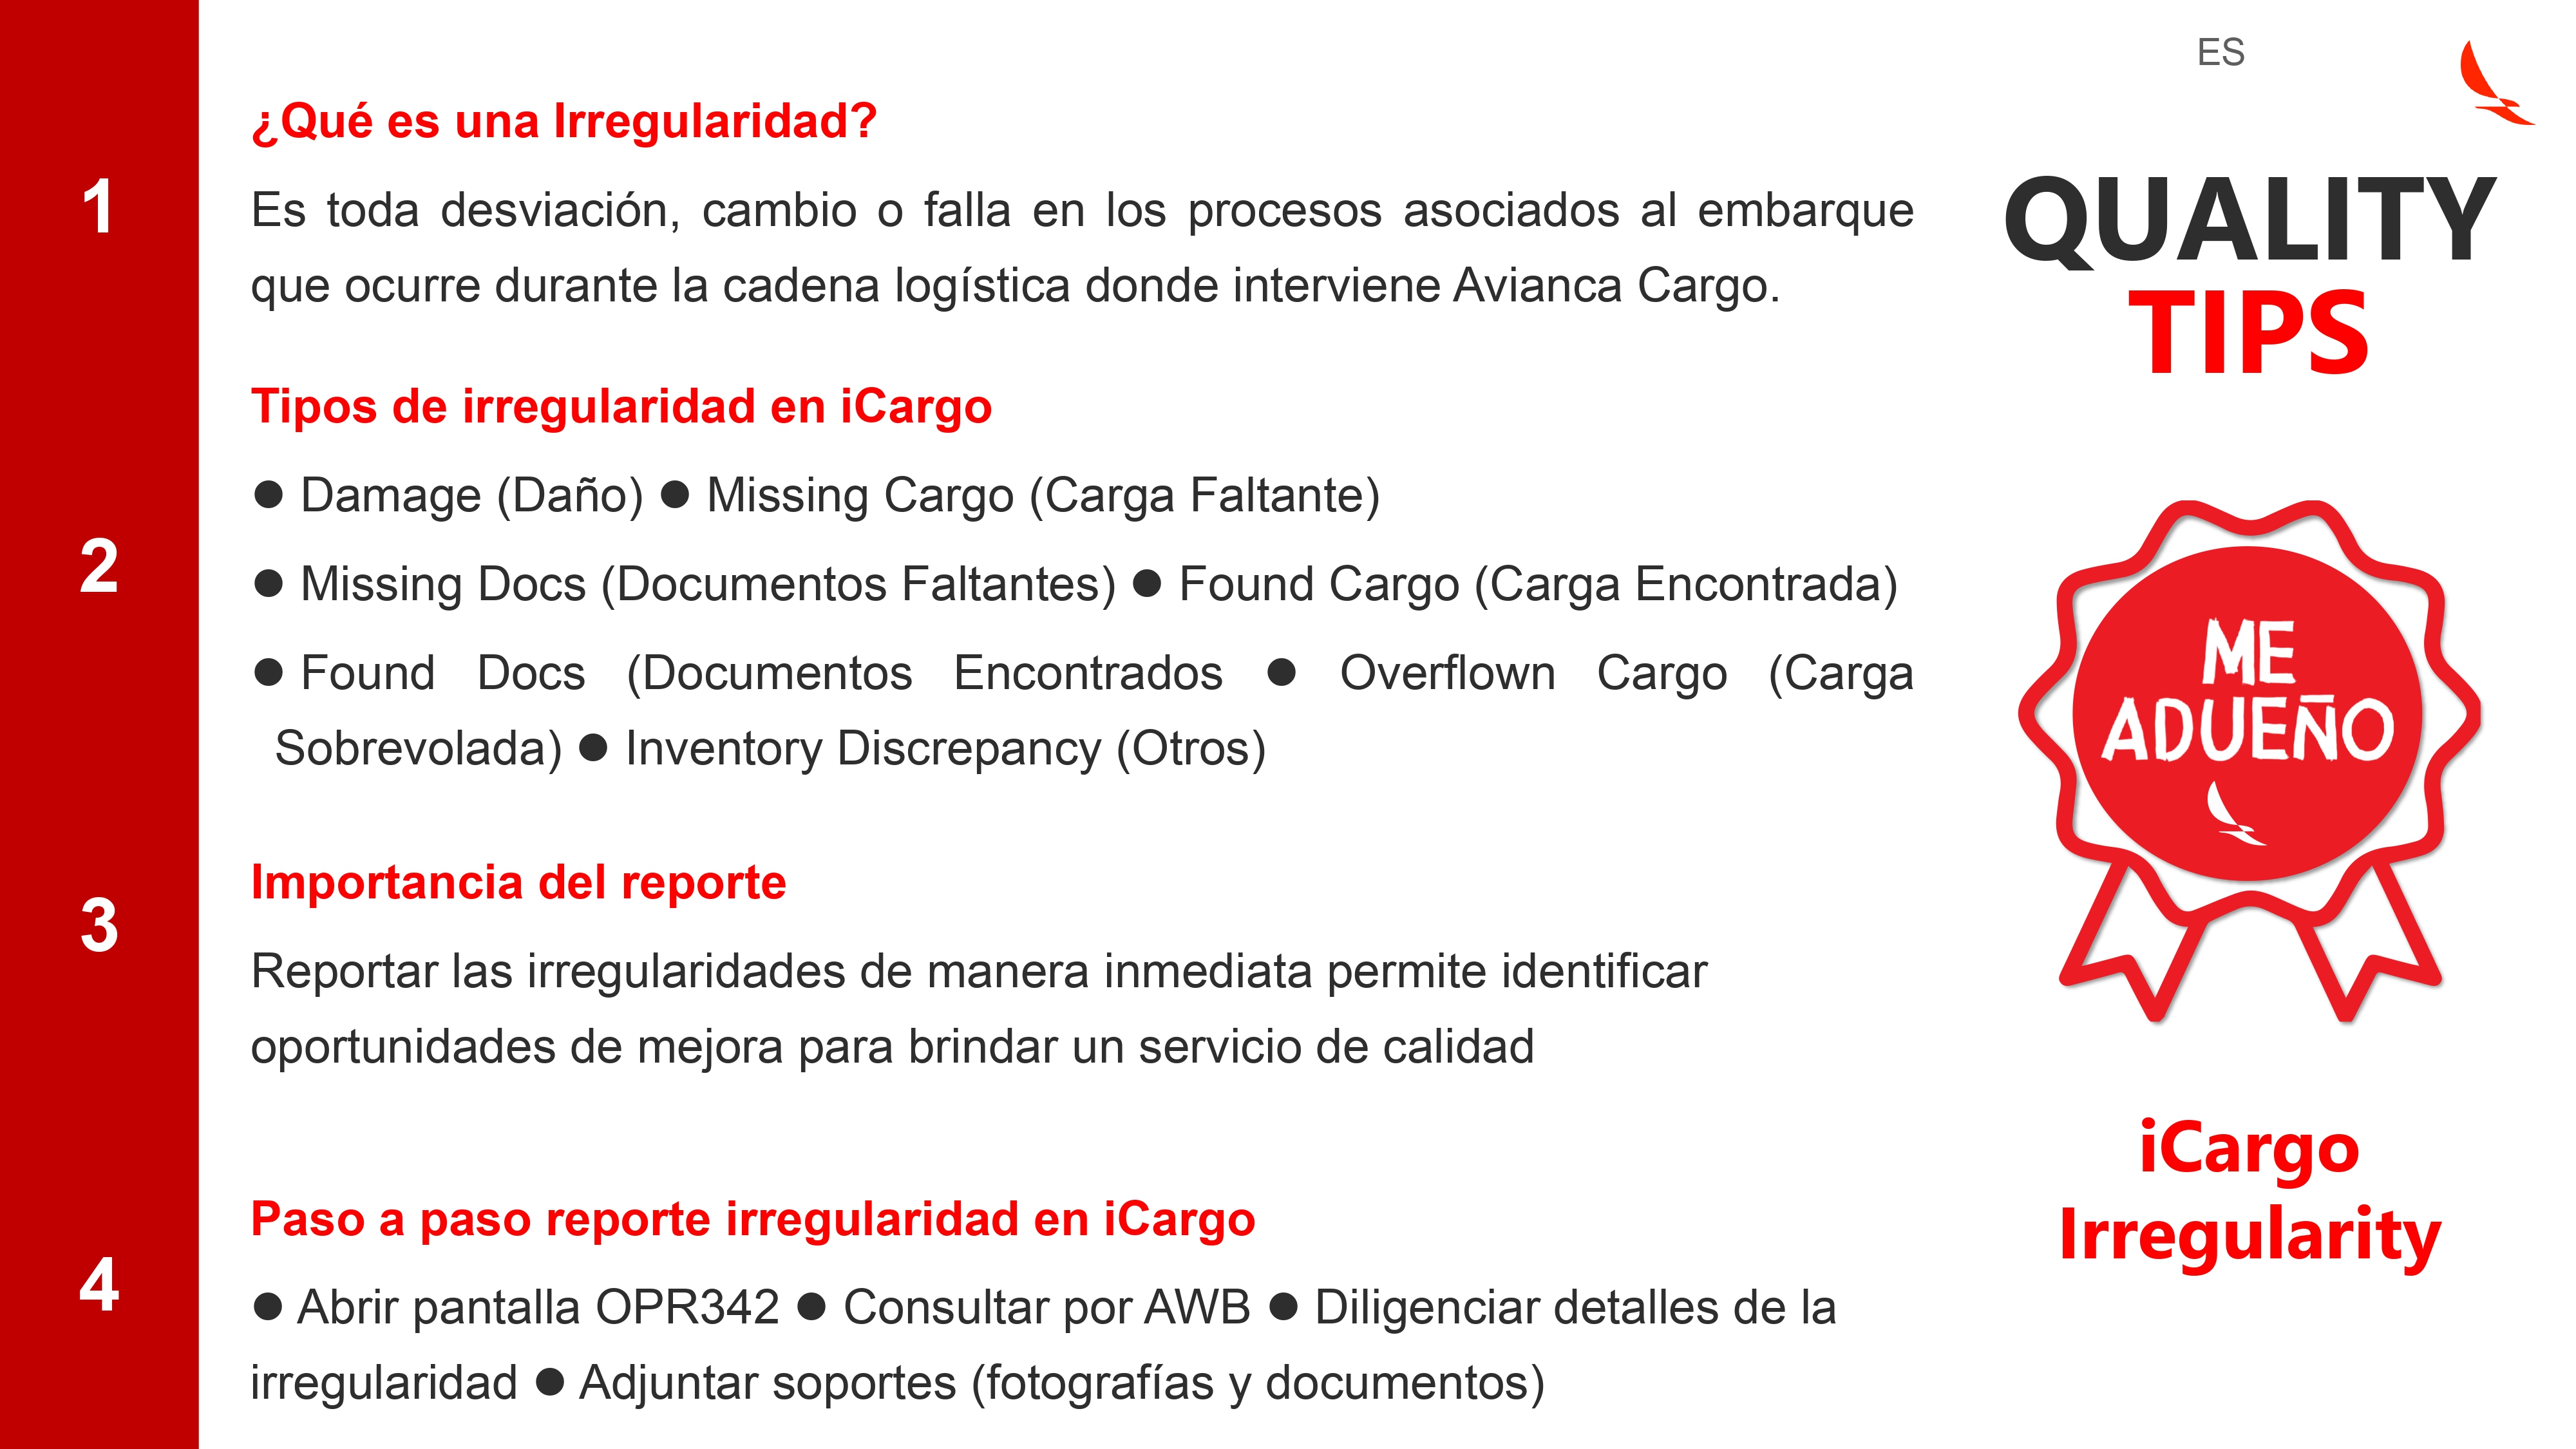 ES
1
¿Qué es una Irregularidad?
Es toda desviación, cambio o falla en los procesos asociados al embarque
que ocurre durante la cadena logística donde interviene Avianca Cargo.
2
Tipos de irregularidad en iCargo
● Damage (Daño) ● Missing Cargo (Carga Faltante)
● Missing Docs (Documentos Faltantes) ● Found Cargo (Carga Encontrada)
● Found Docs (Documentos Encontrados ● Overflown Cargo (Carga
Sobrevolada) ● Inventory Discrepancy (Otros)
3
Importancia del reporte
Reportar las irregularidades de manera inmediata permite identificar
oportunidades de mejora para brindar un servicio de calidad
4
Paso a paso reporte irregularidad en iCargo
● Abrir pantalla OPR342 ● Consultar por AWB ● Diligenciar detalles de la
irregularidad ● Adjuntar soportes (fotografías y documentos)
QUALITY
TIPS
ME
ADUEÑO
iCargo
Irregularity